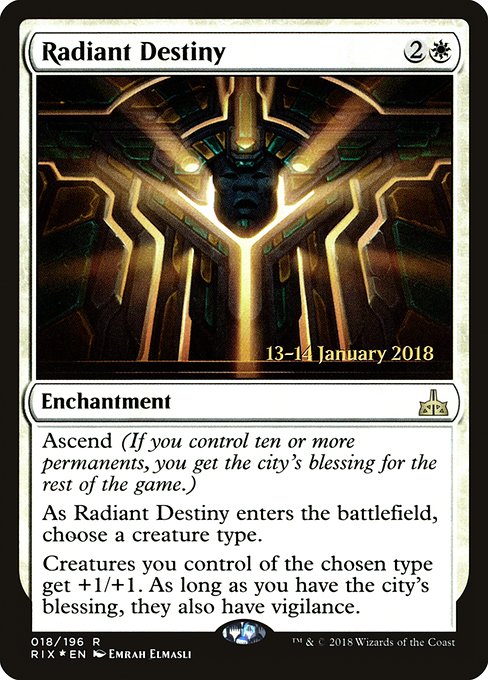 Radiant Destiny 2
13–14 January 2018
Enchantment
Ascend (If you control ten or more
permanents, you get the city's blessing for the
rest of the game.)
As Radiant Destiny enters the battlefield,
choose a creature type.
Creatures you control of the chosen type
get +1/+1. As long as you have the city's
blessing, they also have vigilance.
018/196 R
RIX★EN Emrah Elmasli
™ & © 2018 Wizards of the Coast